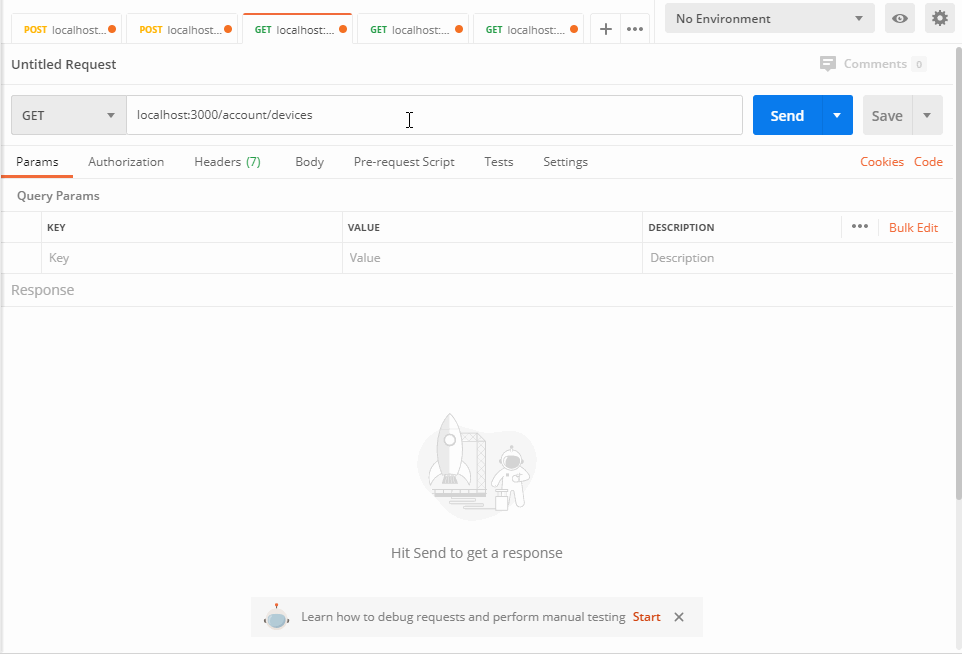 POST localhost... POST localhost... GET localhost:... GET localhost:... GET localhost:... + ••• No Environment
Untitled Request Comments 0
GET localhost:3000/account/devices Send Save
Params Authorization Headers (7) Body Pre-request Script Tests Settings Cookies Code
Query Params
KEY VALUE DESCRIPTION ••• Bulk Edit
Key Value Description
Response
Hit Send to get a response
Learn how to debug requests and perform manual testing Start